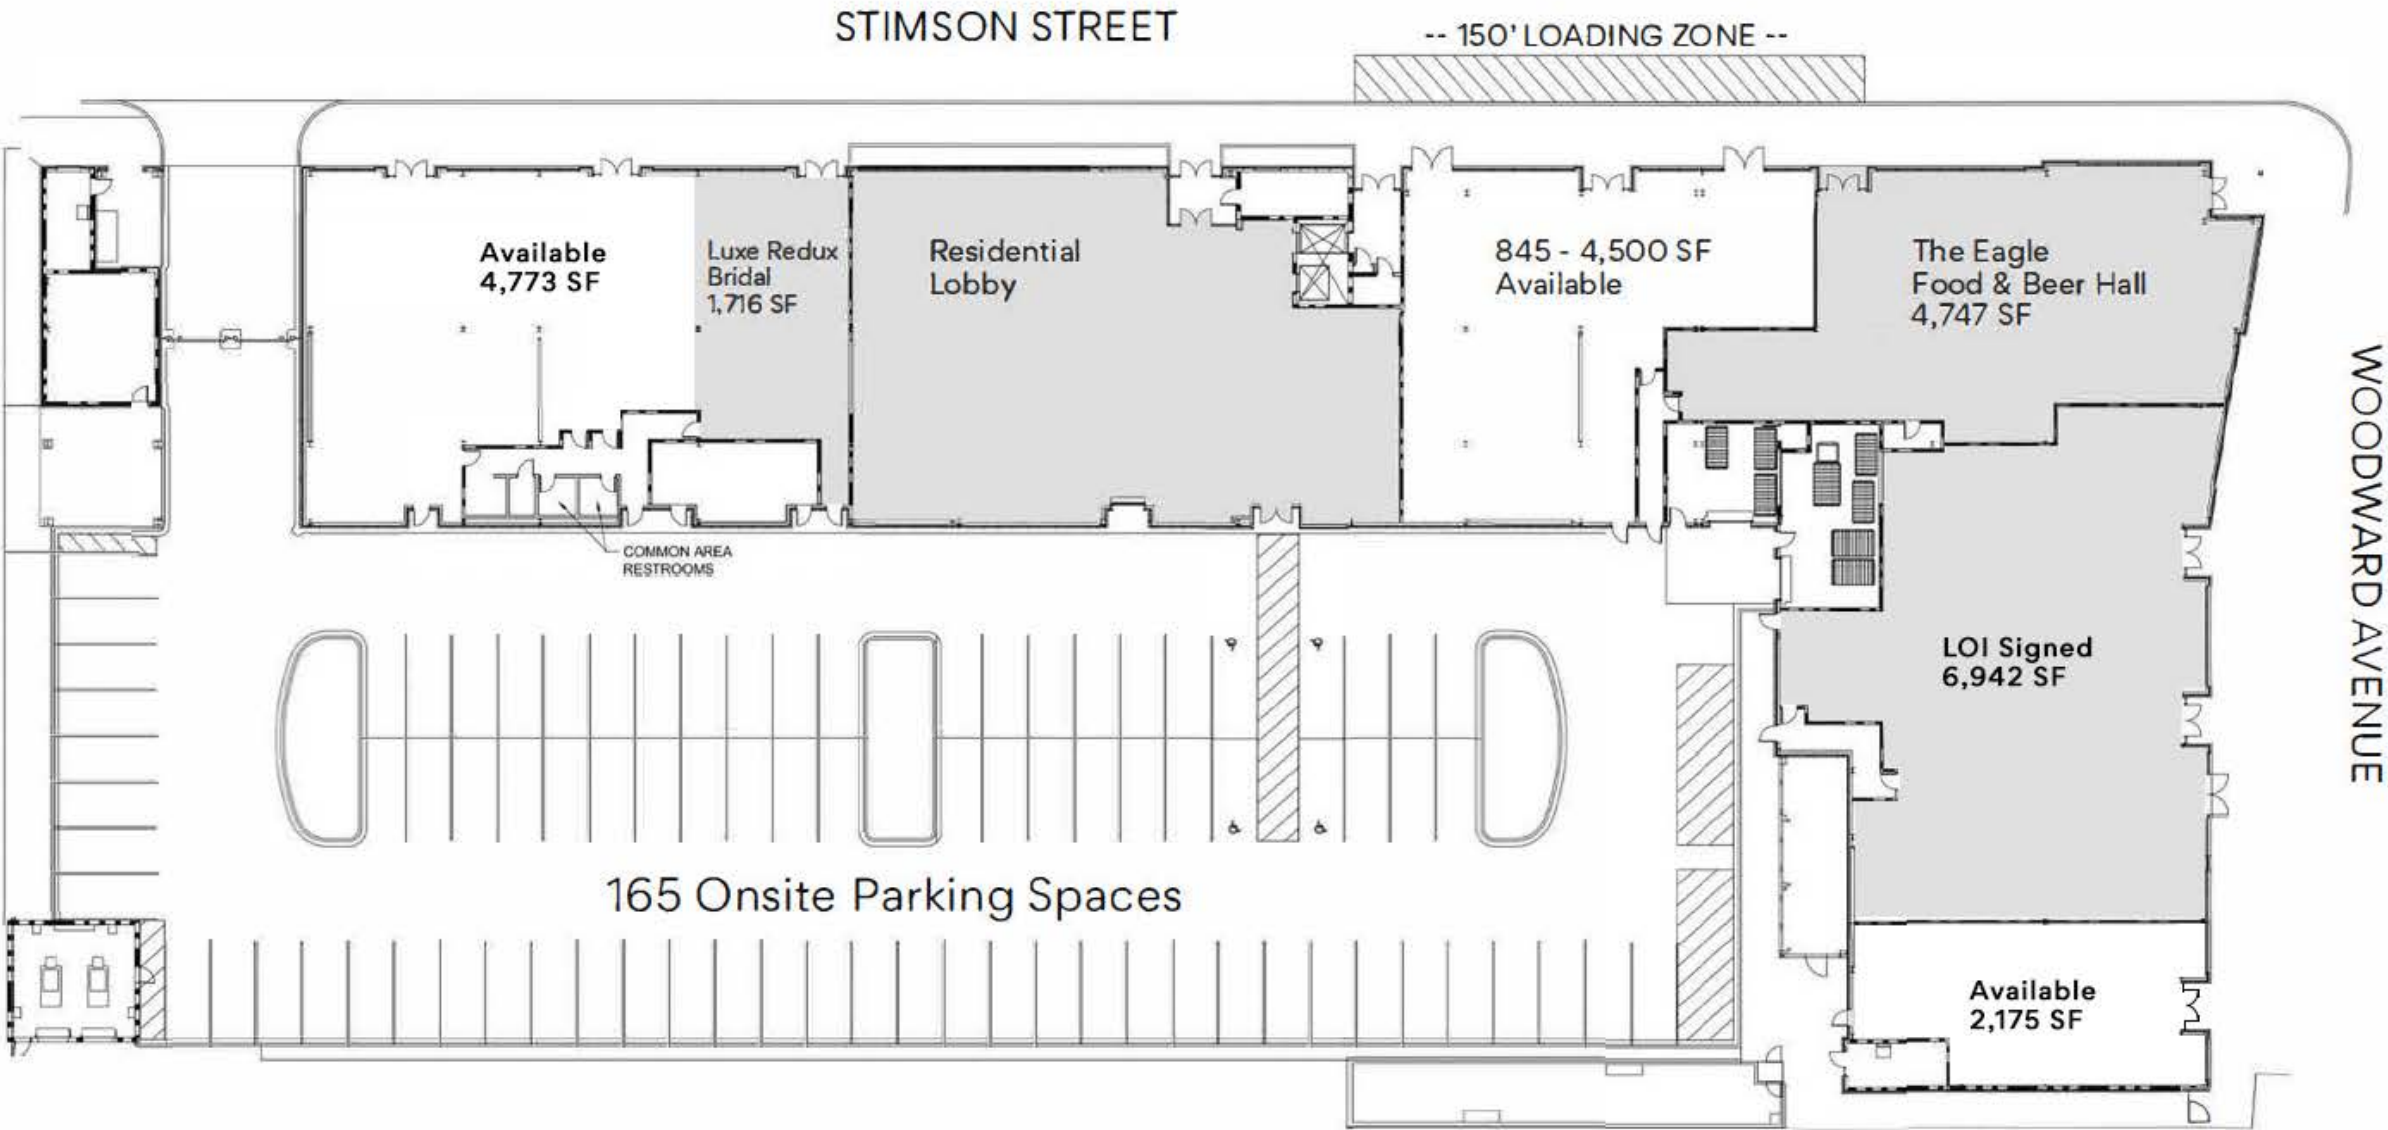 STIMSON STREET
-- 150' LOADING ZONE --
Available
4,773 SF
Luxe Redux
Bridal
1,716 SF
Residential
Lobby
845 - 4,500 SF
Available
The Eagle
Food & Beer Hall
4,747 SF
WOODWARD AVENUE
COMMON AREA
RESTROOMS
LOI Signed
6,942 SF
165 Onsite Parking Spaces
Available
2,175 SF